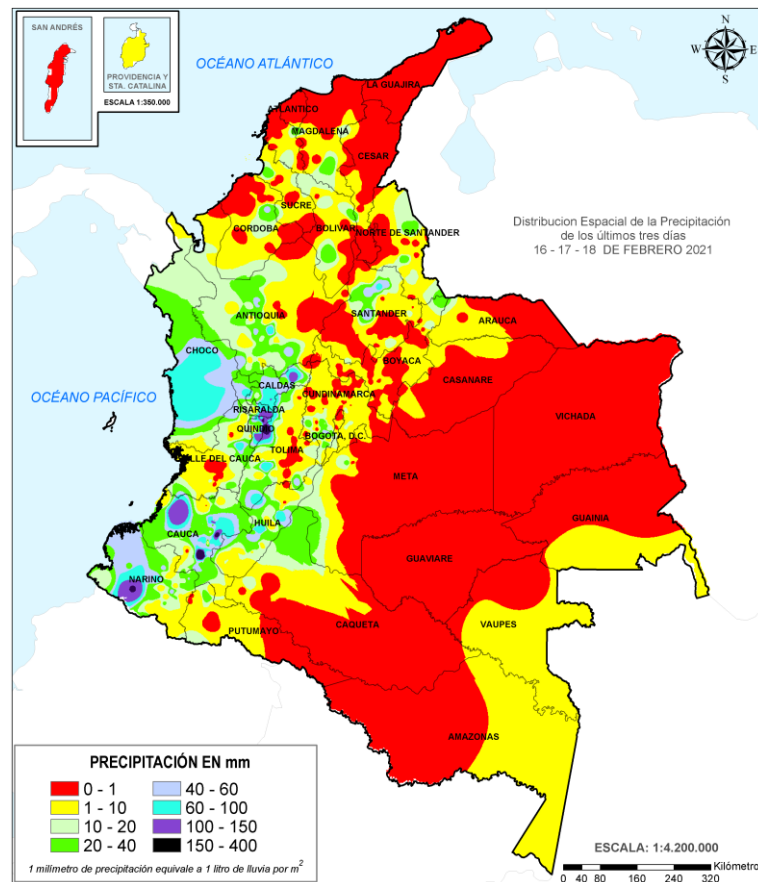 SAN ANDRÉS
PROVIDENCIA Y
STA. CATALINA
ESCALA 1:350.000
OCÉANO ATLÁNTICO
N
W E
S
LA GUAJIRA
ATLANTICO
MAGDALENA
CESAR
SUCRE
CORDOBA
BOLIVAR
NORTE DE SANTANDER
Distribucion Espacial de la Precipitación
de los últimos tres días
16 - 17 - 18 DE FEBRERO 2021
ANTIOQUIA
SANTANDER
ARAUCA
CHOCO
BOYACA
CALDAS
CASANARE
OCÉANO PACÍFICO
CUNDINAMARCA
RISARALDA
VICHADA
QUINDIO
BOGOTA, D.C.
TOLIMA
VALLE DEL CAUCA
META
GUAINIA
HUILA
CAUCA
GUAVIARE
NARIÑO
CAQUETA
VAUPES
PUTUMAYO
AMAZONAS
PRECIPITACIÓN EN mm
0 - 1 40 - 60
1 - 10 60 - 100
10 - 20 100 - 150
20 - 40 150 - 400
1 milímetro de precipitación equivale a 1 litro de lluvia por m²
ESCALA: 1:4.200.000
Kilómetro
0 40 80 160 240 320